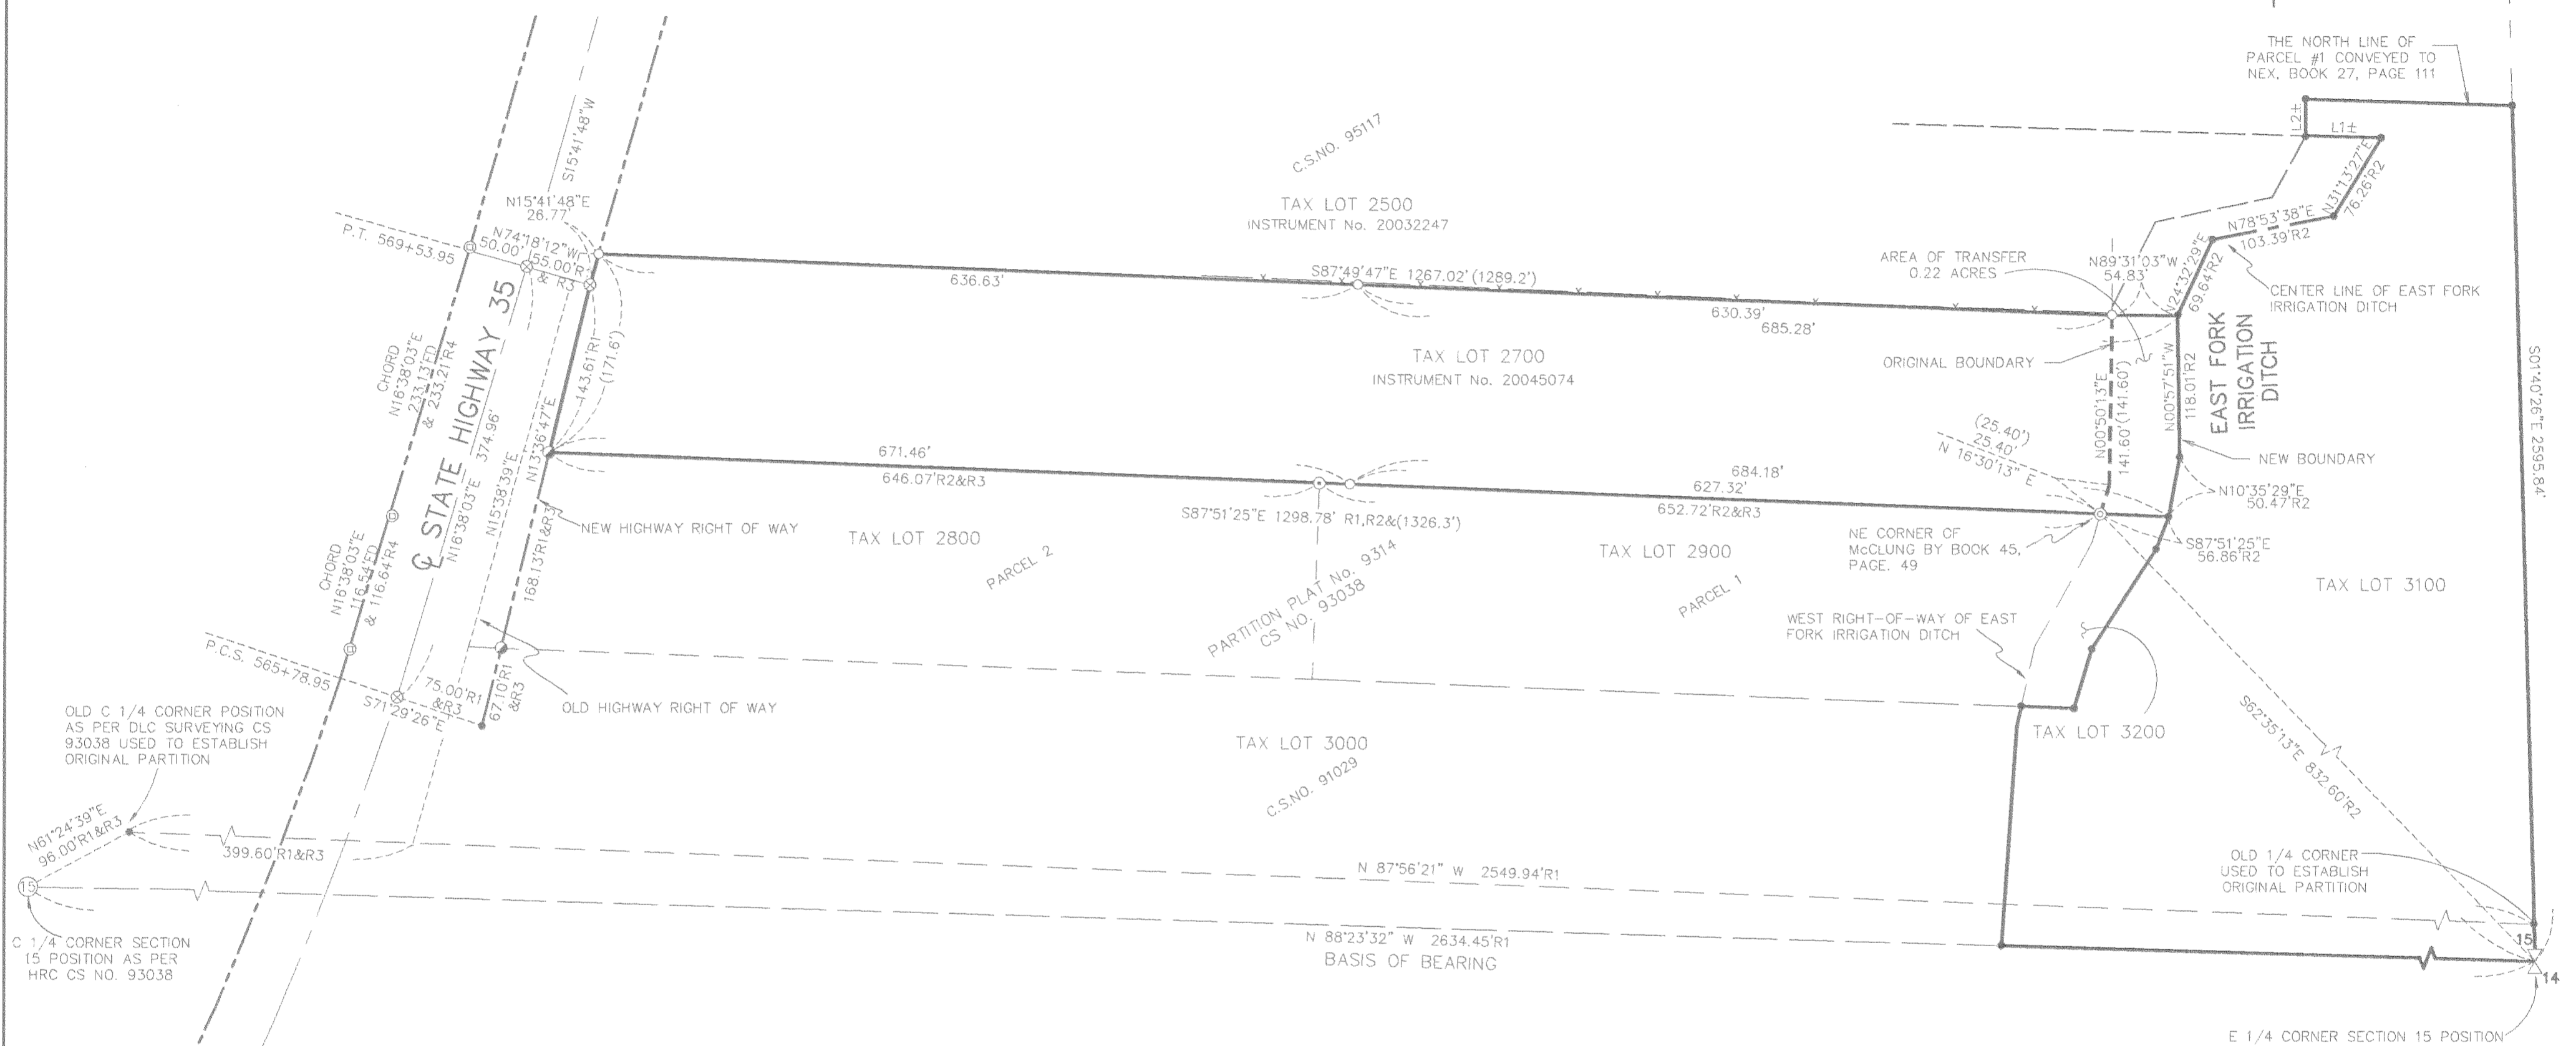 THE NORTH LINE OF
PARCEL #1 CONVEYED TO
NEX, BOOK 27, PAGE 111
L2±
L1±
N31°13'27"E
76.26'R2
N78°53'38"E
103.39'R2
N24°32'29"E
69.64'R2
CENTER LINE OF EAST FORK
IRRIGATION DITCH
AREA OF TRANSFER
0.22 ACRES
N89°31'03"W
54.83'
C.S.NO. 95117
TAX LOT 2500
INSTRUMENT No. 20032247
S15°41'48"W
N15°41'48"E
26.77'
N74°18'12"W
50.00'
55.00'R
& R3
P.T. 569+53.95
S87°49'47"E 1267.02' (1289.2')
636.63'
630.39'
685.28'
TAX LOT 2700
INSTRUMENT No. 20045074
ORIGINAL BOUNDARY
EAST FORK
IRRIGATION
DITCH
N00°57'51"W
118.01'R2
N00°50'13"E
141.60'(141.60')
NEW BOUNDARY
N10°35'29"E
50.47'R2
S01°40'26"E 2595.84'
CHORD
N16°38'03"E
233.13'FD
& 233.21'R4
℄ STATE HIGHWAY 35
N16°38'03"E 374.96'
N15°38'39"E
N13°36'47"E
143.61'R1
(171.6')
(25.40')
25.40'
N 16°30'13" E
671.46'
646.07'R2&R3
684.18'
627.32'
652.72'R2&R3
S87°51'25"E 1298.78' R1,R2&(1326.3')
NEW HIGHWAY RIGHT OF WAY
168.13'R1&R3
TAX LOT 2800
PARCEL 2
PARTITION PLAT No. 9314
CS NO. 93038
TAX LOT 2900
PARCEL 1
NE CORNER OF
McCLUNG BY BOOK 45,
PAGE. 49
S87°51'25"E
56.86'R2
TAX LOT 3100
CHORD
N16°38'03"E
116.54'FD
& 116.64'R4
WEST RIGHT-OF-WAY OF EAST
FORK IRRIGATION DITCH
P.C.S. 565+78.95
75.00'R1
&R3
S71°29'26"E
67.10'R1
&R3
OLD HIGHWAY RIGHT OF WAY
OLD C 1/4 CORNER POSITION
AS PER DLC SURVEYING CS
93038 USED TO ESTABLISH
ORIGINAL PARTITION
TAX LOT 3000
C.S.NO. 91029
TAX LOT 3200
S62°35'13"E 832.60'R2
N61°24'39"E
96.00'R1&R3
399.60'R1&R3
N 87°56'21" W 2549.94'R1
OLD 1/4 CORNER
USED TO ESTABLISH
ORIGINAL PARTITION
15
C 1/4 CORNER SECTION
15 POSITION AS PER
HRC CS NO. 93038
N 88°23'32" W 2634.45'R1
BASIS OF BEARING
15
14
E 1/4 CORNER SECTION 15 POSITION